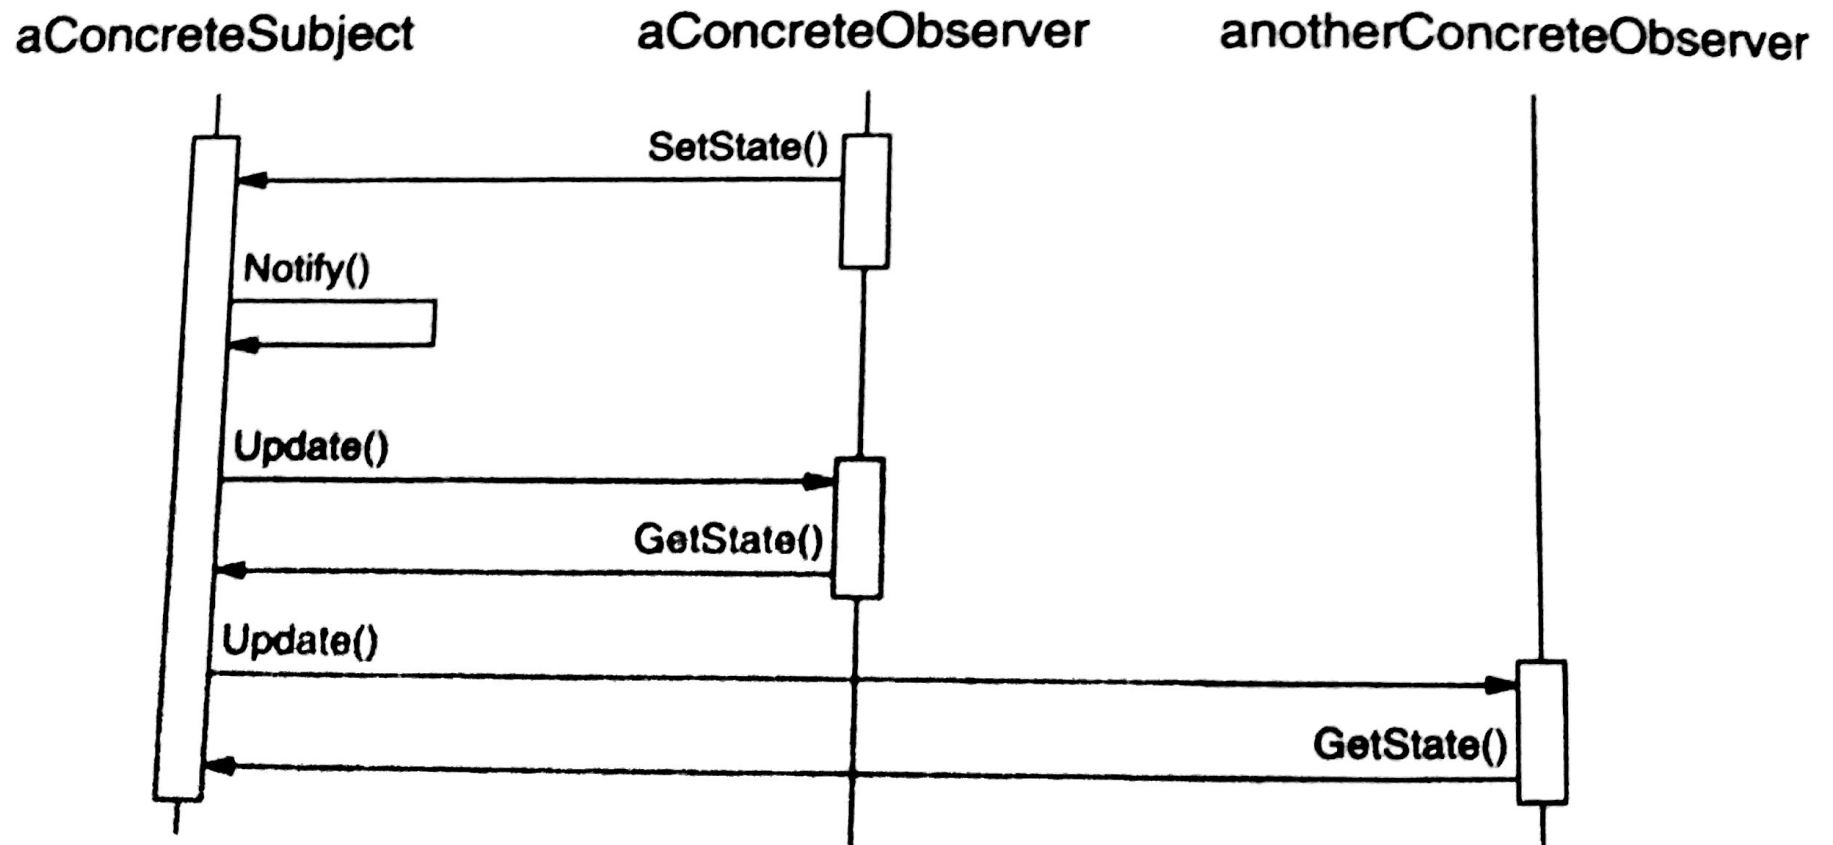 aConcreteSubject aConcreteObserver anotherConcreteObserver
SetState()
Notify()
Update()
GetState()
Update()
GetState()